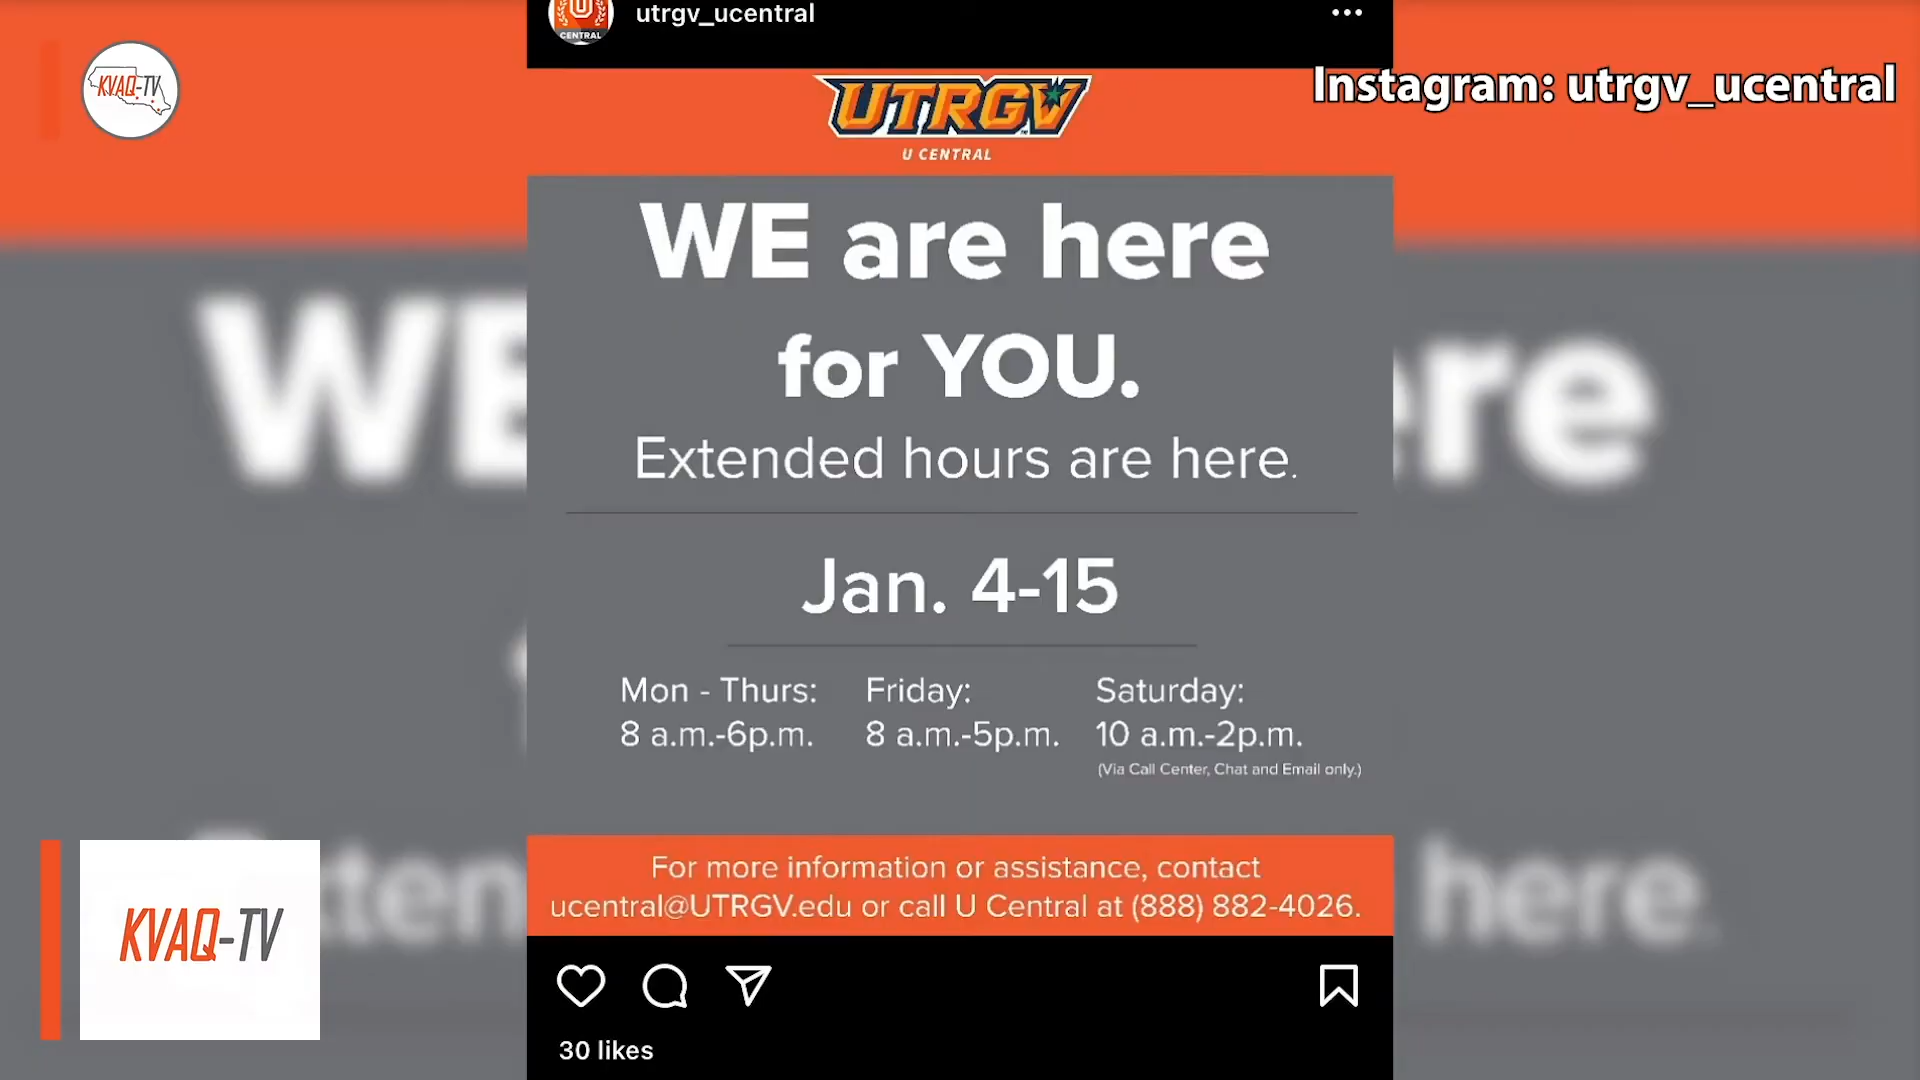 utrgv_ucentral
CENTRAL
KVAQ-TV
Instagram: utrgv_ucentral
UTRGV
U CENTRAL
WE are here
for YOU.
Extended hours are here.
Jan. 4-15
Mon - Thurs:
8 a.m.-6p.m.
Friday:
8 a.m.-5p.m.
Saturday:
10 a.m.-2p.m.
(Via Call Center, Chat and Email only.)
For more information or assistance, contact
ucentral@UTRGV.edu or call U Central at (888) 882-4026.
KVAQ-TV
30 likes